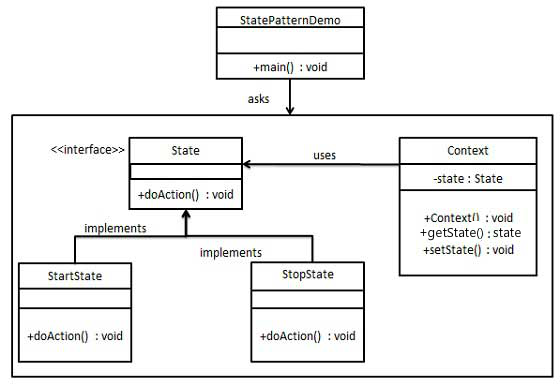 StatePatternDemo
+main() : void
asks
<<interface>>
State
+doAction() : void
uses
Context
-state : State
+Context() : void
+getState() : state
+setState() : void
implements
implements
StartState
+doAction() : void
StopState
+doAction() : void